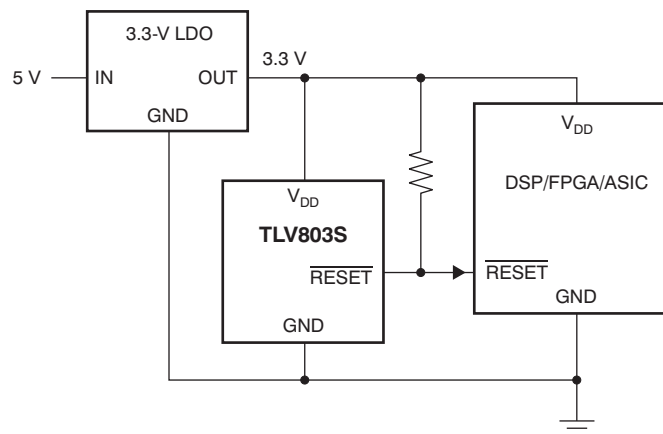 3.3-V LDO
5 V
IN
OUT
3.3 V
GND
VDD
TLV803S
RESET
GND
VDD
DSP/FPGA/ASIC
RESET
GND